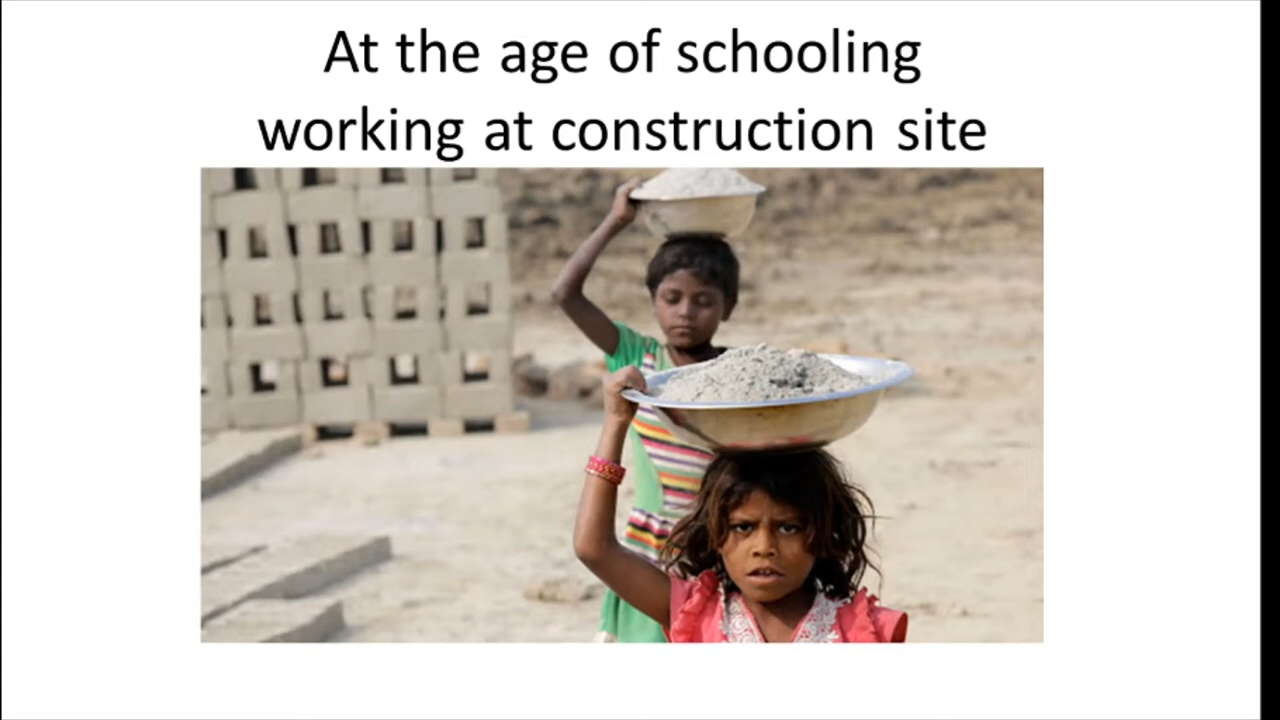 At the age of schooling
working at construction site